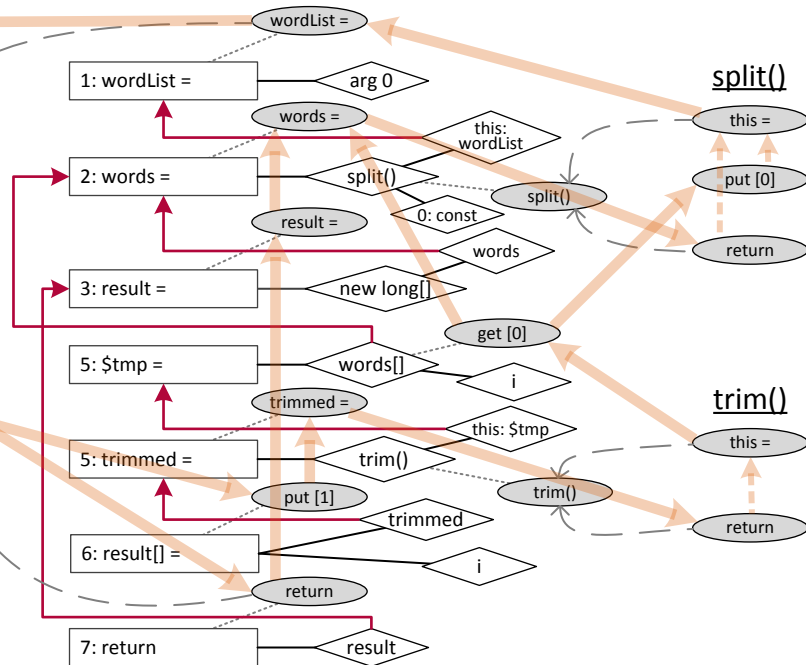 wordList =
1: wordList =
arg 0
split()
this =
words =
this:
wordList
2: words =
split()
split()
put [0]
0: const
result =
words
return
3: result =
new long[]
get [0]
5: $tmp =
words[]
i
trimmed =
trim()
this: $tmp
this =
5: trimmed =
trim()
put [1]
trim()
trimmed
return
6: result[] =
i
return
7: return
result